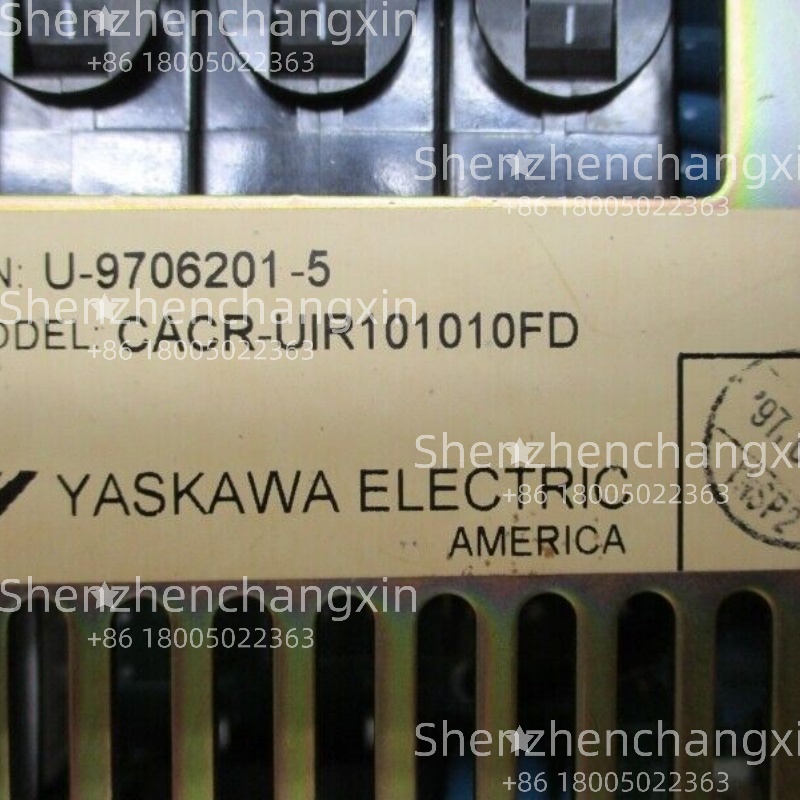 Shenzhenchangxin
+86 18005022363
Shenzhenchangxin
+86 18005022363
N: U-9706201-5
Shenzhenchangxin
ODEL: CACR-UIR101010FD
+86 18005022363
Shenzhenchangxin
YASKAWA ELECTRIC
+86 18005022363
AMERICA
'97.
INSP2
Shenzhenchangxin
+86 18005022363
Shenzhenchangxin
+86 18005022363